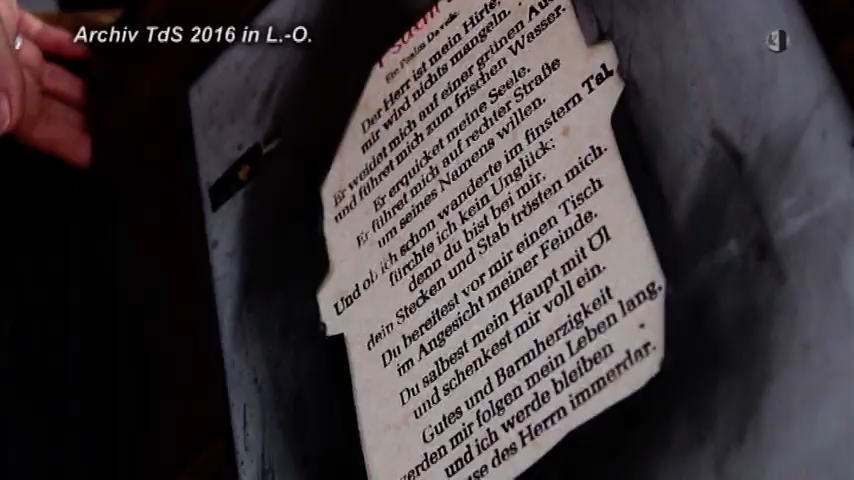 Archiv TdS 2016 in L.-O.
Psalm
Ein Psalm Davids.
Der Herr ist mein Hirte,
mir wird nichts mangeln.
Er weidet mich auf einer grünen Aue
und führet mich zum frischen Wasser.
Er erquicket meine Seele.
Er führet mich auf rechter Straße
um seines Namens willen.
Und ob ich schon wanderte im finstern Tal,
fürchte ich kein Unglück;
denn du bist bei mir.
dein Stecken und Stab trösten mich.
Du bereitest vor mir einen Tisch
im Angesicht meiner Feinde.
Du salbest mein Haupt mit Öl
und schenkest mir voll ein.
Gutes und Barmherzigkeit
werden mir folgen mein Leben lang,
und ich werde bleiben
des Herrn immerdar.